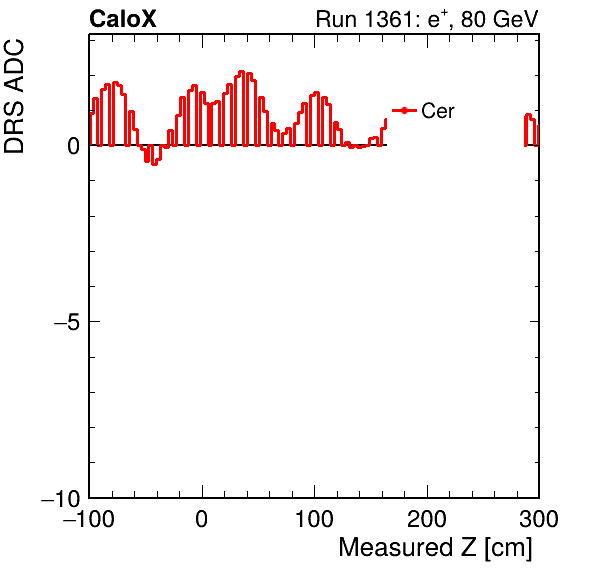 CaloX Run 1361: e⁺, 80 GeV
DRS ADC
Cer
0
−5
−10
−100 0 100 200 300
Measured Z [cm]